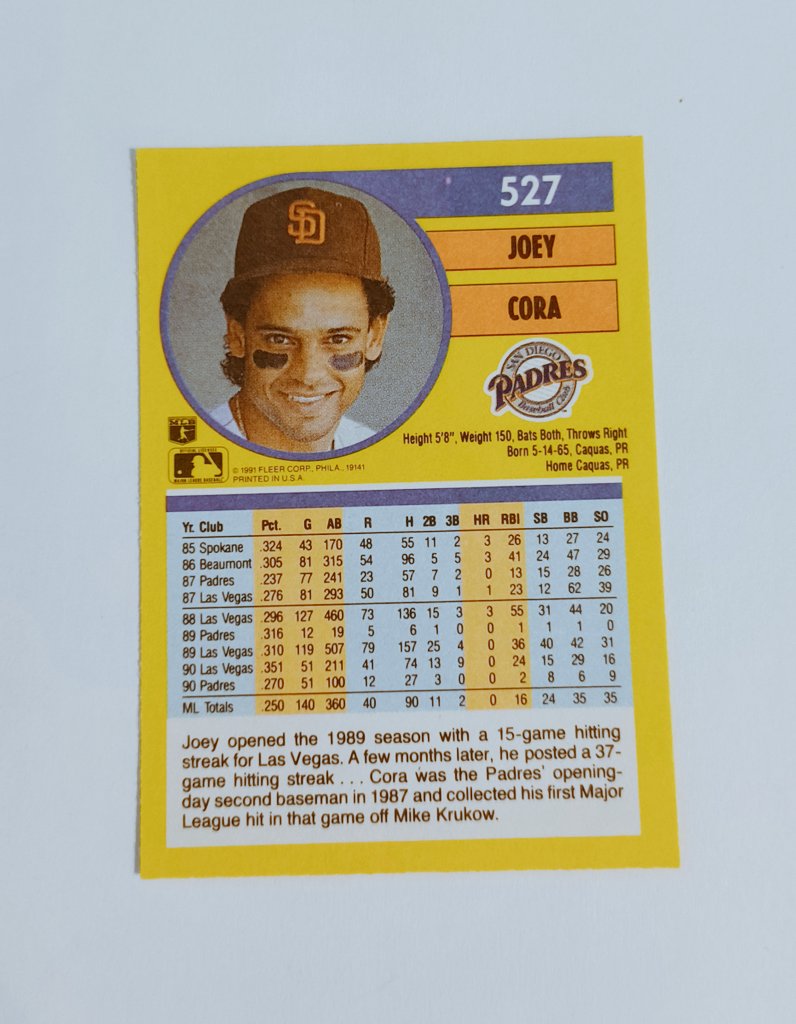 527
JOEY
CORA
SD
SAN DIEGO
PADRES
Baseball Club
TM
Height 5'8", Weight 150, Bats Both, Throws Right
Born 5-14-65, Caquas, PR
Home Caquas, PR
MLB
OFFICIAL LICENSEE
MAJOR LEAGUE BASEBALL
© 1991 FLEER CORP., PHILA., 19141
PRINTED IN U.S.A.
Yr. Club Pct. G AB R H 2B 3B HR RBI SB BB SO
85 Spokane .324 43 170 48 55 11 2 3 26 13 27 24
86 Beaumont .305 81 315 54 96 5 5 3 41 24 47 29
87 Padres .237 77 241 23 57 7 2 0 13 15 28 26
87 Las Vegas .276 81 293 50 81 9 1 1 23 12 62 39
88 Las Vegas .296 127 460 73 136 15 3 3 55 31 44 20
89 Padres .316 12 19 5 6 1 0 0 1 1 1 0
89 Las Vegas .310 119 507 79 157 25 4 0 36 40 42 31
90 Las Vegas .351 51 211 41 74 13 9 0 24 15 29 16
90 Padres .270 51 100 12 27 3 0 0 2 8 6 9
ML Totals .250 140 360 40 90 11 2 0 16 24 35 35
Joey opened the 1989 season with a 15-game hitting
streak for Las Vegas. A few months later, he posted a 37-
game hitting streak . . . Cora was the Padres' opening-
day second baseman in 1987 and collected his first Major
League hit in that game off Mike Krukow.